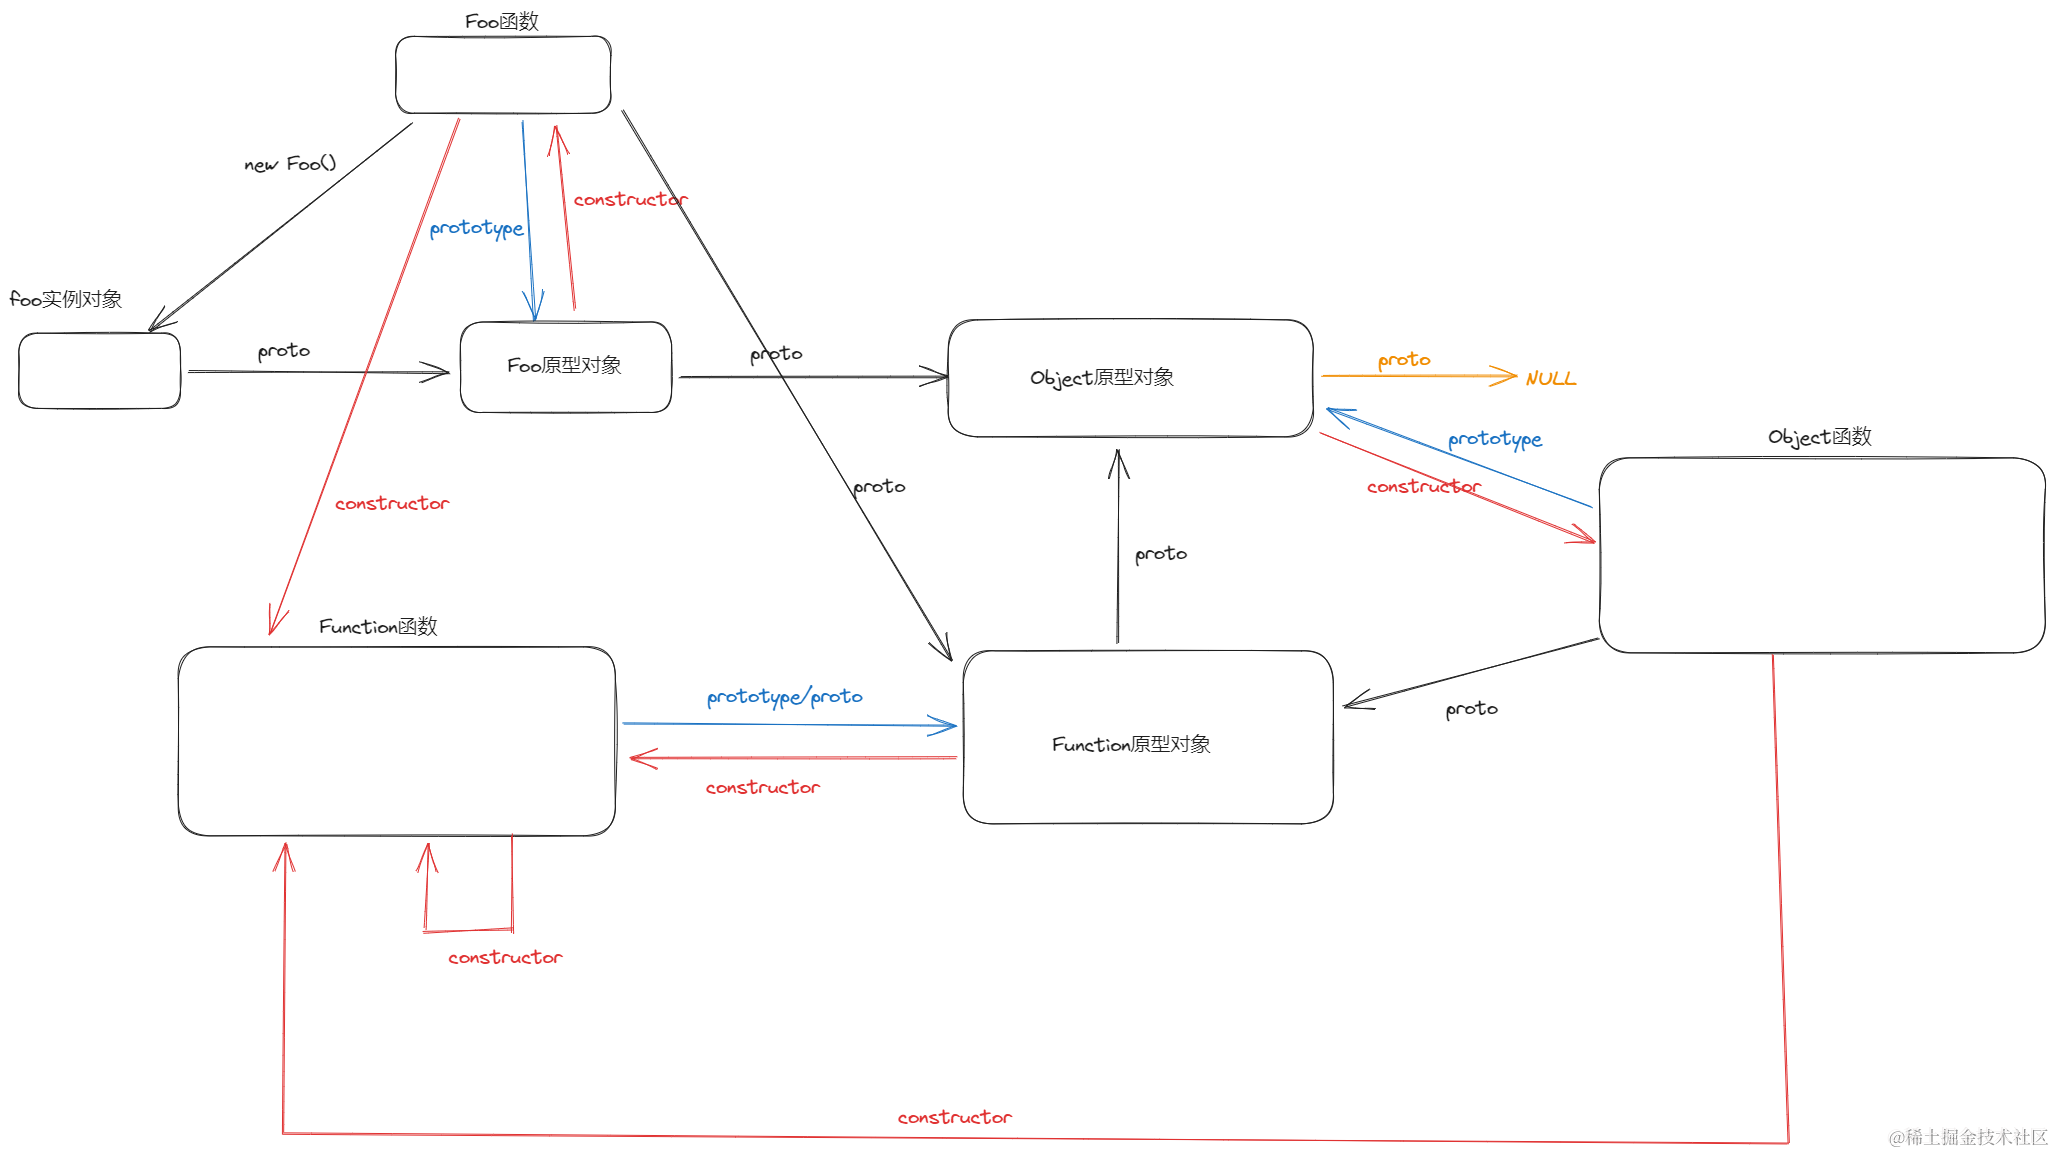 Foo函数
new Foo()
constructor
prototype
foo实例对象
proto
Foo原型对象
proto
Object原型对象
proto
NULL
prototype
Object函数
constructor
proto
constructor
proto
Function函数
prototype/proto
proto
Function原型对象
constructor
constructor
constructor
@稀土掘金技术社区